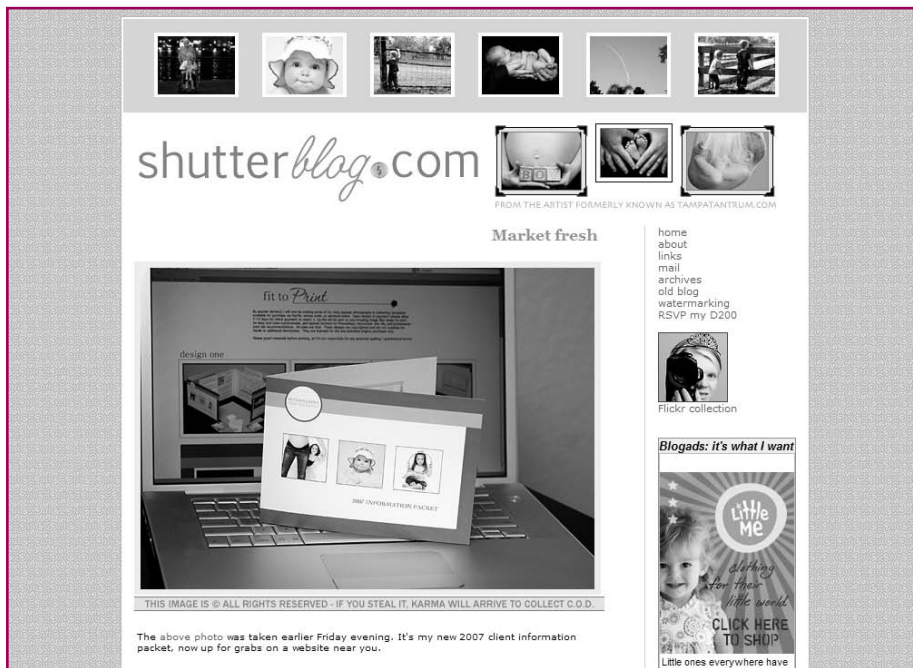 shutterblog.com
BOY
FROM THE ARTIST FORMERLY KNOWN AS TAMPATANTRUM.COM
Market fresh
fit to Print
design one
2007 INFORMATION PACKET
THIS IMAGE IS © ALL RIGHTS RESERVED - IF YOU STEAL IT, KARMA WILL ARRIVE TO COLLECT C.O.D.
The above photo was taken earlier Friday evening. It's my new 2007 client information
packet, now up for grabs on a website near you.
home
about
links
mail
archives
old blog
watermarking
RSVP my D200
Flickr collection
Blogads: it's what I want
Little
Me
Clothing
for their
little world
CLICK HERE
TO SHOP
Little ones everywhere have